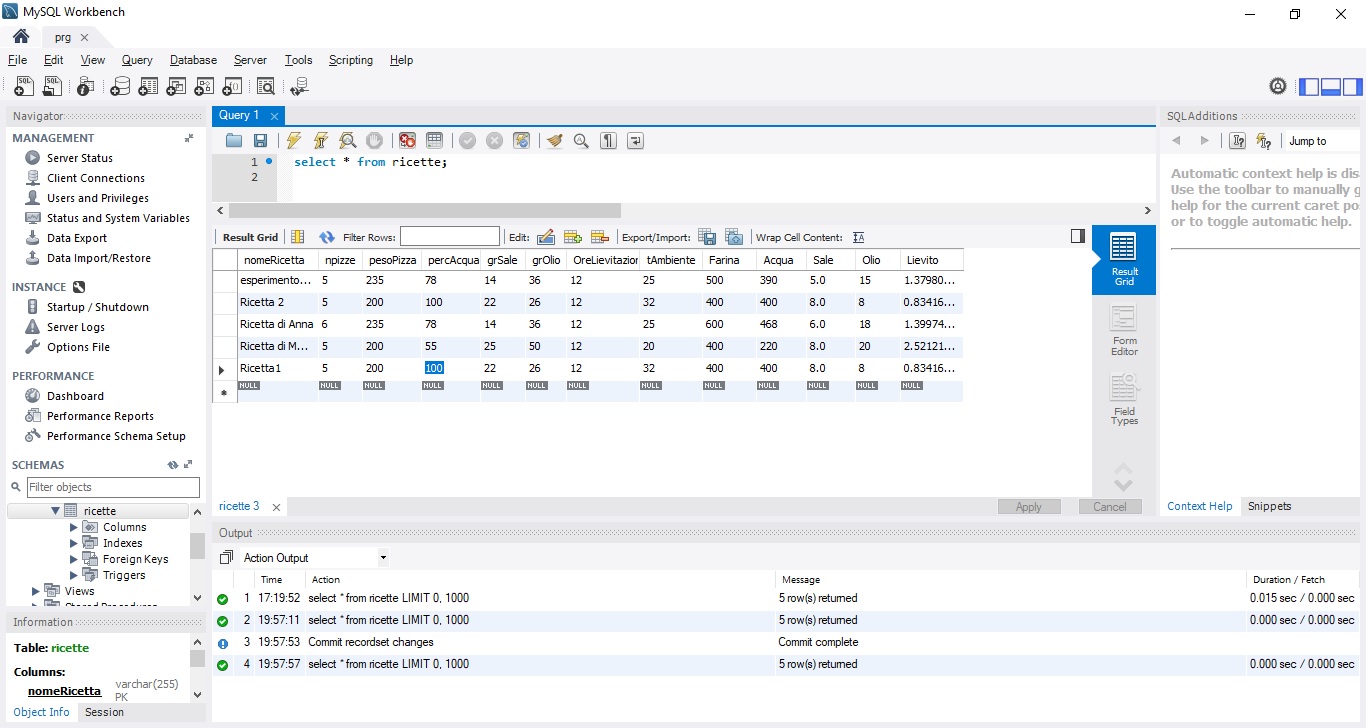 MySQL Workbench
prg
File Edit View Query Database Server Tools Scripting Help
Navigator
MANAGEMENT
Server Status
Client Connections
Users and Privileges
Status and System Variables
Data Export
Data Import/Restore
INSTANCE
Startup / Shutdown
Server Logs
Options File
PERFORMANCE
Dashboard
Performance Reports
Performance Schema Setup
SCHEMAS
Filter objects
ricette
Columns
Indexes
Foreign Keys
Triggers
Views
Stored Procedures
Information
Table: ricette
Columns:
nomeRicetta varchar(255)
PK
Object Info Session
Query 1
1 select * from ricette;
2
Result Grid Filter Rows: Edit: Export/Import: Wrap Cell Content:
nomeRicetta npizze pesoPizza percAcqua grSale grOlio OreLievitazior tAmbiente Farina Acqua Sale Olio Lievito
esperimento... 5 235 78 14 36 12 25 500 390 5.0 15 1.37980...
Ricetta 2 5 200 100 22 26 12 32 400 400 8.0 8 0.83416...
Ricetta di Anna 6 235 78 14 36 12 25 600 468 6.0 18 1.39974...
Ricetta di M... 5 200 55 25 50 12 20 400 220 8.0 20 2.52121...
Ricetta1 5 200 100 22 26 12 32 400 400 8.0 8 0.83416...
NULL NULL NULL NULL NULL NULL NULL NULL NULL NULL NULL NULL NULL
Result
Grid
Form
Editor
Field
Types
ricette 3
Apply Cancel
SQLAdditions
Jump to
Automatic context help is disa
Use the toolbar to manually g
help for the current caret po
or to toggle automatic help.
Context Help Snippets
Output
Action Output
Time Action Message Duration / Fetch
1 17:19:52 select * from ricette LIMIT 0, 1000 5 row(s) returned 0.015 sec / 0.000 sec
2 19:57:11 select * from ricette LIMIT 0, 1000 5 row(s) returned 0.000 sec / 0.000 sec
3 19:57:53 Commit recordset changes Commit complete
4 19:57:57 select * from ricette LIMIT 0, 1000 5 row(s) returned 0.000 sec / 0.000 sec